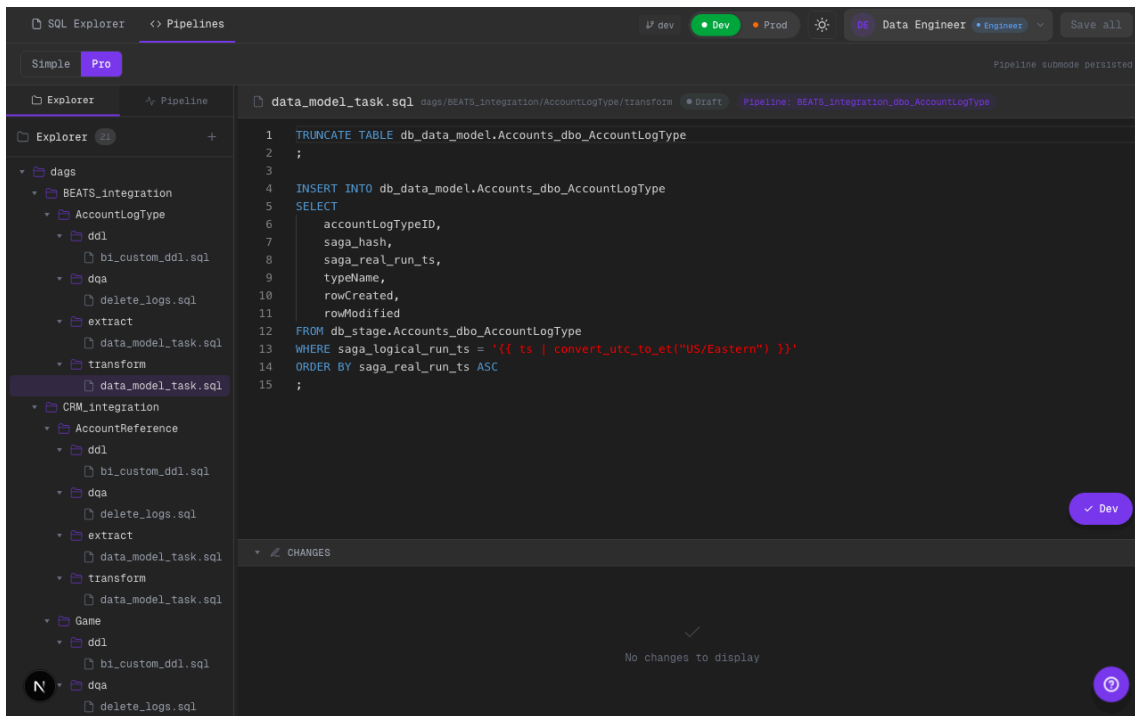 SQL Explorer <> Pipelines dev Dev Prod DE Data Engineer Engineer Save all
Simple Pro Pipeline submode persisted
Explorer Pipeline
Explorer 21 +
dags
BEATS_integration
AccountLogType
ddl
bi_custom_ddl.sql
dqa
delete_logs.sql
extract
data_model_task.sql
transform
data_model_task.sql
CRM_integration
AccountReference
ddl
bi_custom_ddl.sql
dqa
delete_logs.sql
extract
data_model_task.sql
transform
data_model_task.sql
Game
ddl
bi_custom_ddl.sql
dqa
delete_logs.sql
N
data_model_task.sql dags/BEATS_integration/AccountLogType/transform Draft Pipeline: BEATS_integration_dbo_AccountLogType
1 TRUNCATE TABLE db_data_model.Accounts_dbo_AccountLogType
2 ;
3
4 INSERT INTO db_data_model.Accounts_dbo_AccountLogType
5 SELECT
6 accountLogTypeID,
7 saga_hash,
8 saga_real_run_ts,
9 typeName,
10 rowCreated,
11 rowModified
12 FROM db_stage.Accounts_dbo_AccountLogType
13 WHERE saga_logical_run_ts = '{{ ts | convert_utc_to_et("US/Eastern") }}'
14 ORDER BY saga_real_run_ts ASC
15 ;
Dev
CHANGES
No changes to display
?